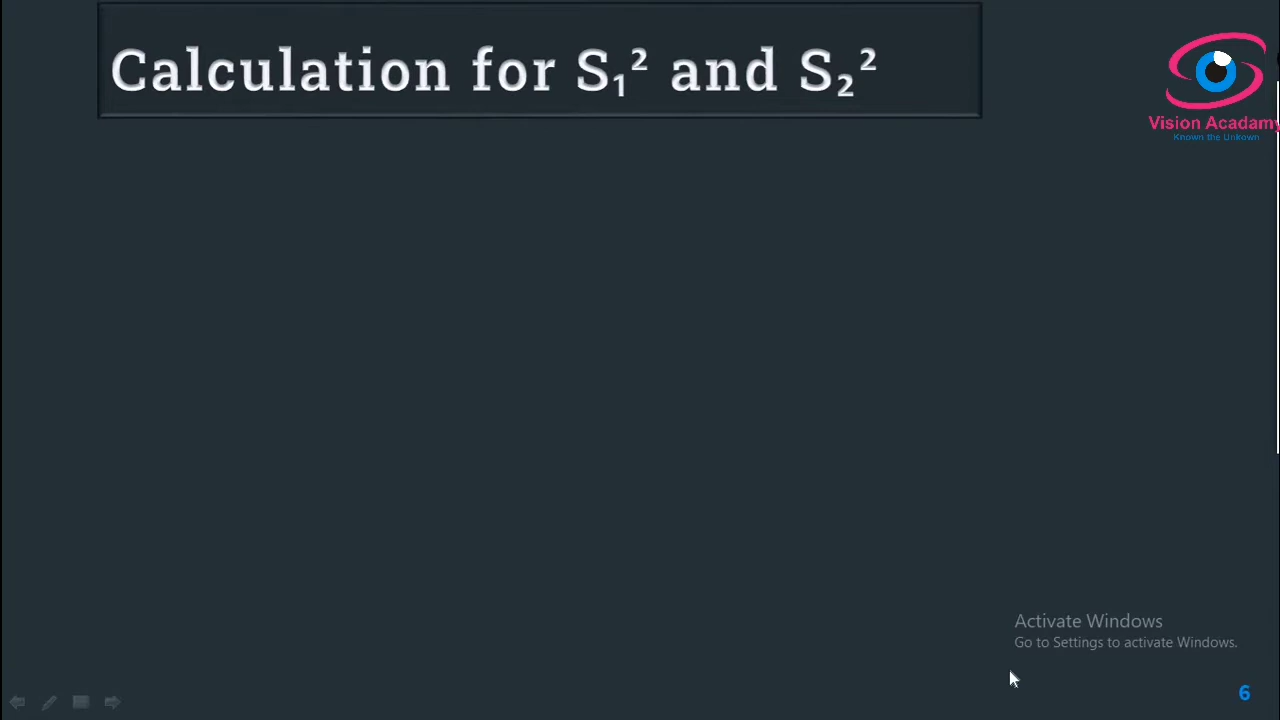 Calculation for S₁² and S₂²
Vision Acadamy
Known the Unkown
Activate Windows
Go to Settings to activate Windows.
6